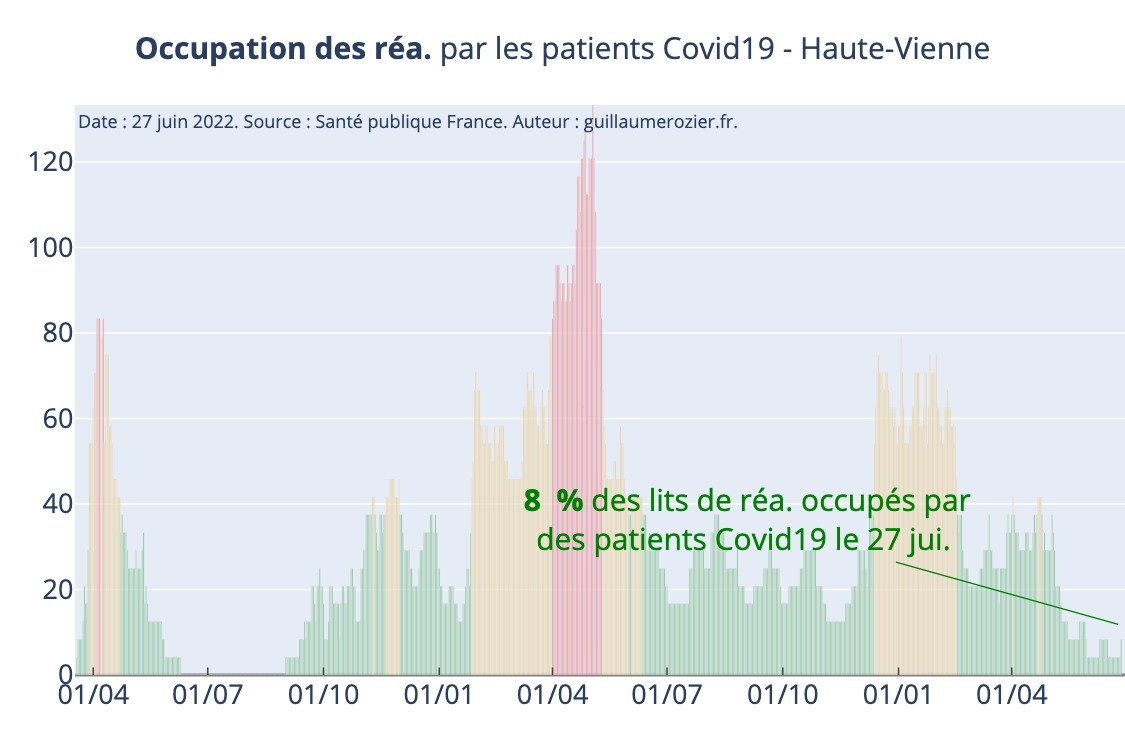 Occupation des réa. par les patients Covid19 - Haute-Vienne
Date : 27 juin 2022. Source : Santé publique France. Auteur : guillaumerozier.fr.
120
100
80
60
40
20
0
8 % des lits de réa. occupés par
des patients Covid19 le 27 jui.
01/04 01/07 01/10 01/01 01/04 01/07 01/10 01/01 01/04